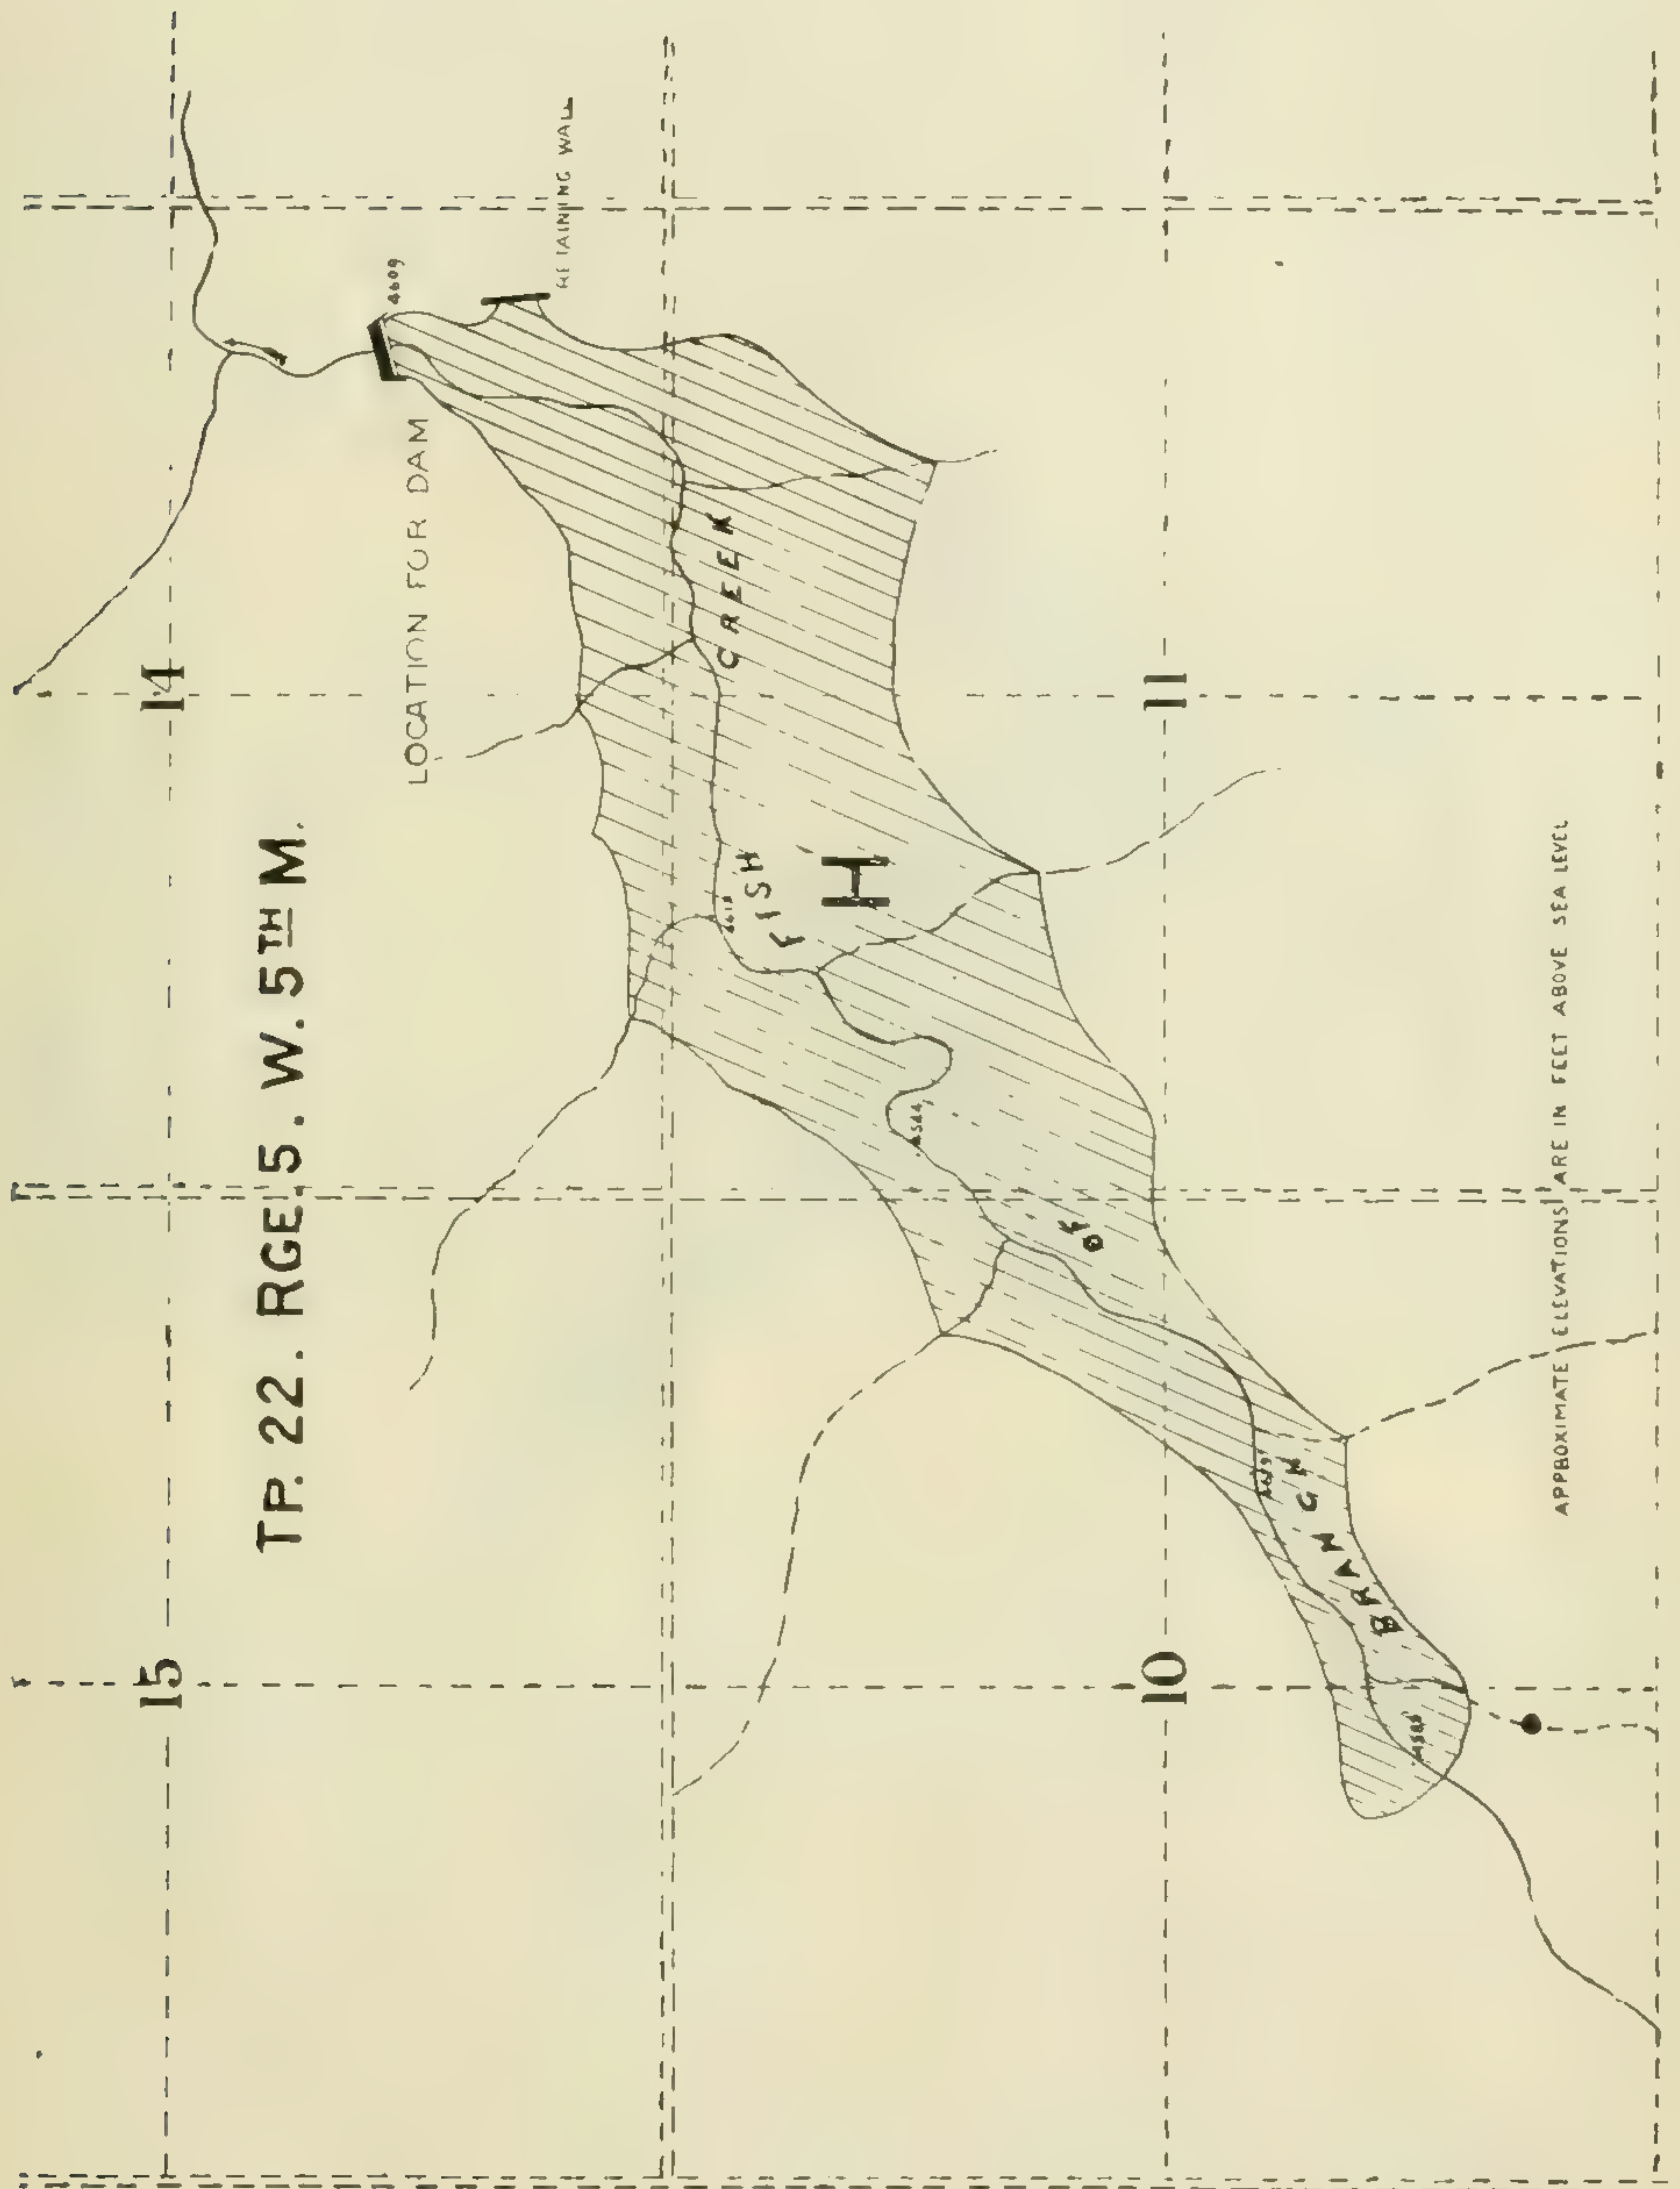 TP. 22. RGE. 5. W. 5TH M.
15
14
LOCATION FOR DAM
4609
RETAINING WALL
H
BRANCH OF FISH CREEK
10
11
APPROXIMATE ELEVATIONS ARE IN FEET ABOVE SEA LEVEL